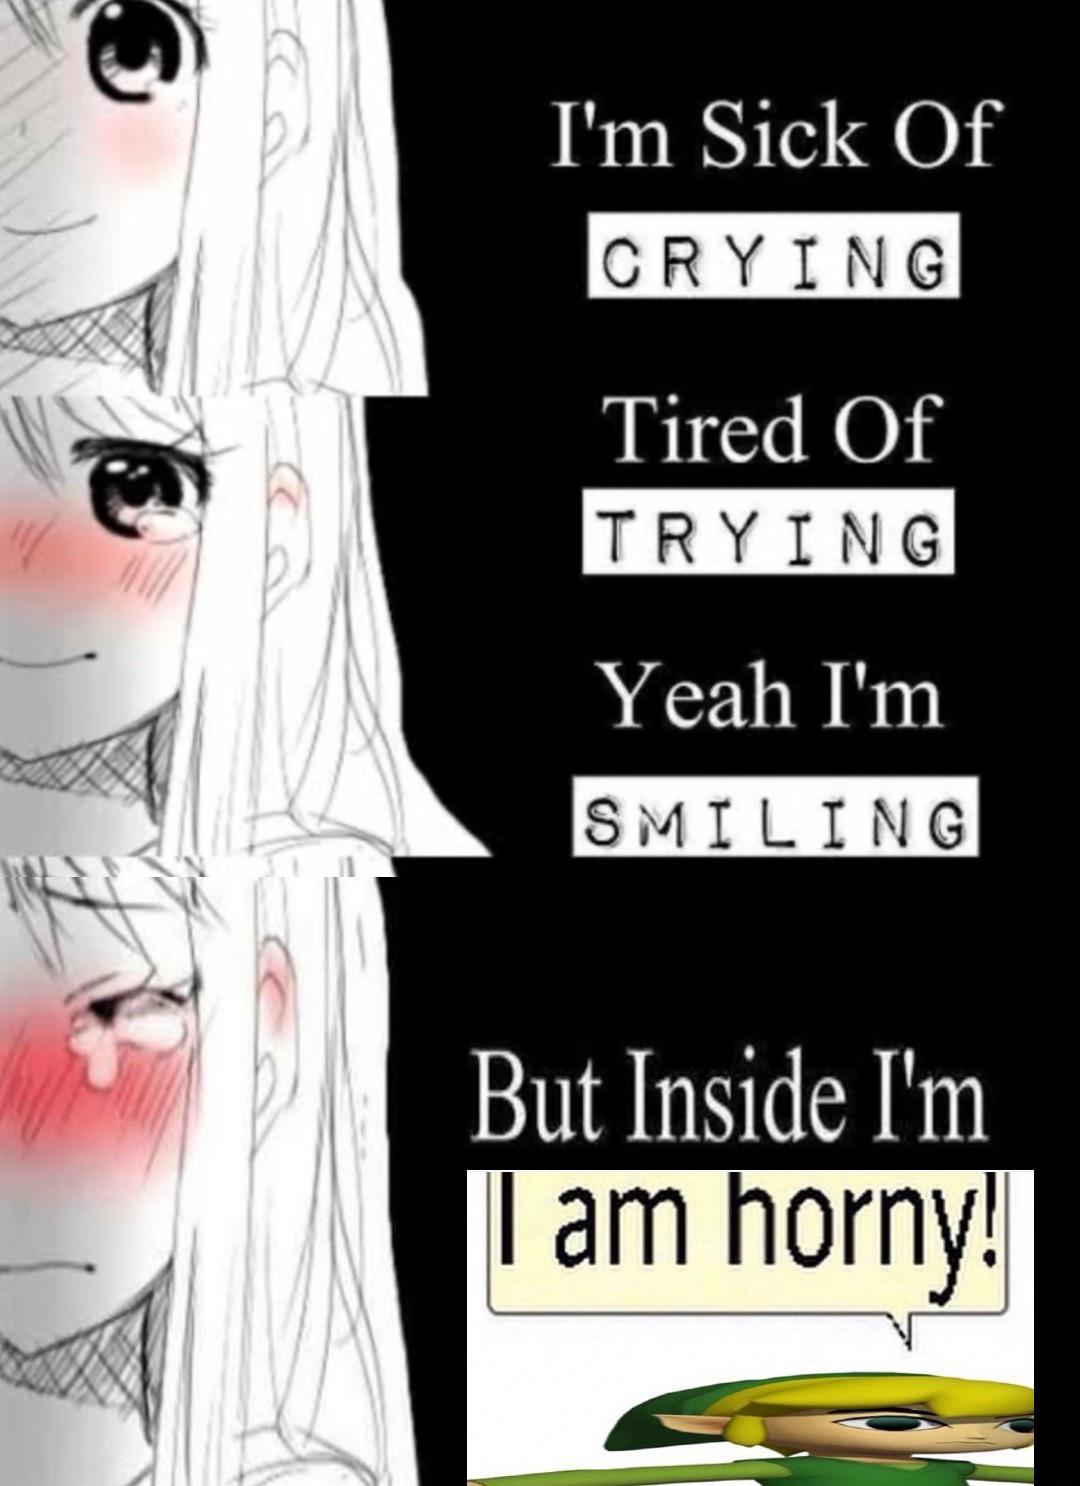 I'm Sick Of
CRYING
Tired Of
TRYING
Yeah I'm
SMILING
But Inside I'm
I am horny!